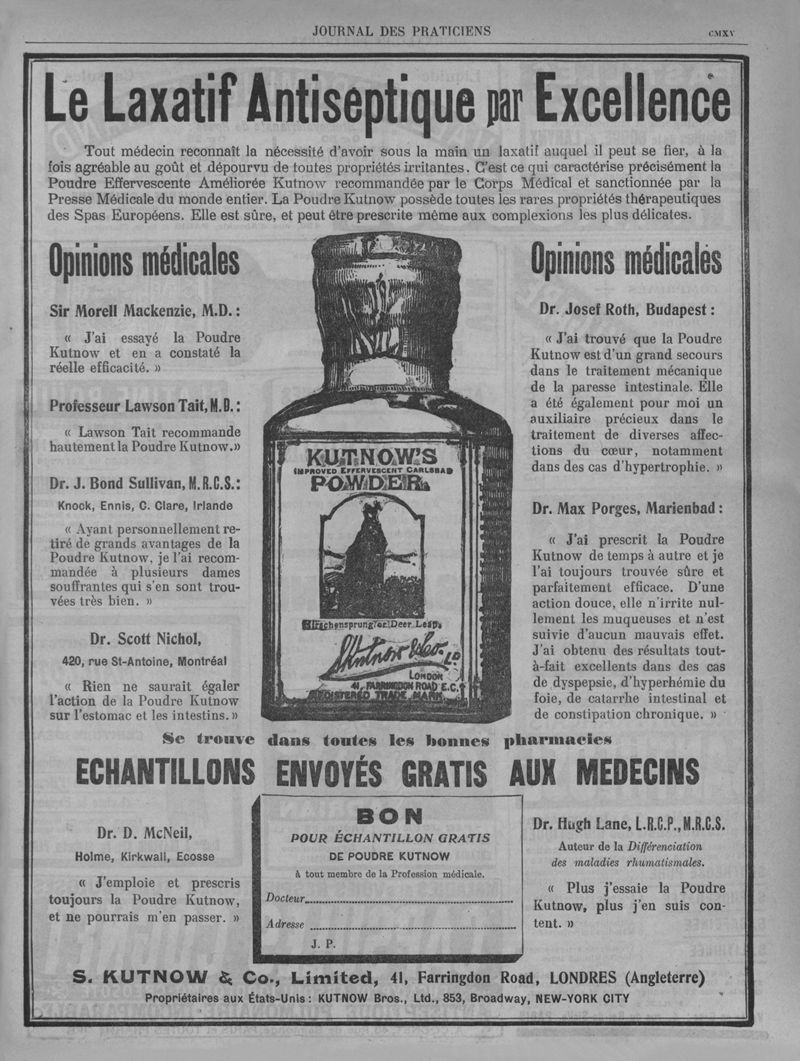 JOURNAL DES PRATICIENS
CMXV
Le Laxatif Antiseptique par Excellence
Tout médecin reconnaît la nécessité d'avoir sous la main un laxatif auquel il peut se fier, à la
fois agréable au goût et dépourvu de toutes propriétés irritantes. C'est ce qui caractérise précisément la
Poudre Effervescente Améliorée Kutnow recommandée par le Corps Médical et sanctionnée par la
Presse Médicale du monde entier. La Poudre Kutnow possède toutes les rares propriétés thérapeutiques
des Spas Européens. Elle est sûre, et peut être prescrite même aux complexions les plus délicates.
Opinions médicales
Sir Morell Mackenzie, M.D.:
« J'ai essayé la Poudre
Kutnow et en a constaté la
réelle efficacité. »
Professeur Lawson Tait, M.D.:
« Lawson Tait recommande
hautement la Poudre Kutnow.»
Dr. J. Bond Sullivan, M.R.C.S.:
Knock, Ennis, C. Clare, Irlande
« Ayant personnellement re-
tiré de grands avantages de la
Poudre Kutnow, je l'ai recom-
mandée à plusieurs dames
souffrantes qui s'en sont trou-
vées très bien. »
Dr. Scott Nichol,
420, rue St-Antoine, Montréal
« Rien ne saurait égaler
l'action de la Poudre Kutnow
sur l'estomac et les intestins. »
KUTNOW'S
IMPROVED EFFERVESCENT CARLSBAD
POWDER
Hirschensprung or Deer Leap
S. Kutnow & Co. Ld
LONDON
41, FARRINGDON ROAD E.C.
REGISTERED TRADE MARK
Opinions médicales
Dr. Josef Roth, Budapest :
« J'ai trouvé que la Poudre
Kutnow est d'un grand secours
dans le traitement mécanique
de la paresse intestinale. Elle
a été également pour moi un
auxiliaire précieux dans le
traitement de diverses affec-
tions du cœur, notamment
dans des cas d'hypertrophie. »
Dr. Max Porges, Marienbad :
« J'ai prescrit la Poudre
Kutnow de temps à autre et je
l'ai toujours trouvée sûre et
parfaitement efficace. D'une
action douce, elle n'irrite nul-
lement les muqueuses et n'est
suivie d'aucun mauvais effet.
J'ai obtenu des résultats tout-
à-fait excellents dans des cas
de dyspepsie, d'hyperhémie du
foie, de catarrhe intestinal et
de constipation chronique. »
Se trouve dans toutes les bonnes pharmacies
ECHANTILLONS ENVOYÉS GRATIS AUX MEDECINS
Dr. D. McNeil,
Holme, Kirkwall, Ecosse
« J'emploie et prescris
toujours la Poudre Kutnow,
et ne pourrais m'en passer. »
BON
POUR ÉCHANTILLON GRATIS
DE POUDRE KUTNOW
à tout membre de la Profession médicale.
Docteur
Adresse
J. P.
Dr. Hugh Lane, L.R.C.P., M.R.C.S.
Auteur de la Différenciation
des maladies rhumatismales.
« Plus j'essaie la Poudre
Kutnow, plus j'en suis con-
tent. »
S. KUTNOW & Co., Limited, 41, Farringdon Road, LONDRES (Angleterre)
Propriétaires aux États-Unis : KUTNOW Bros., Ltd., 853, Broadway, NEW-YORK CITY